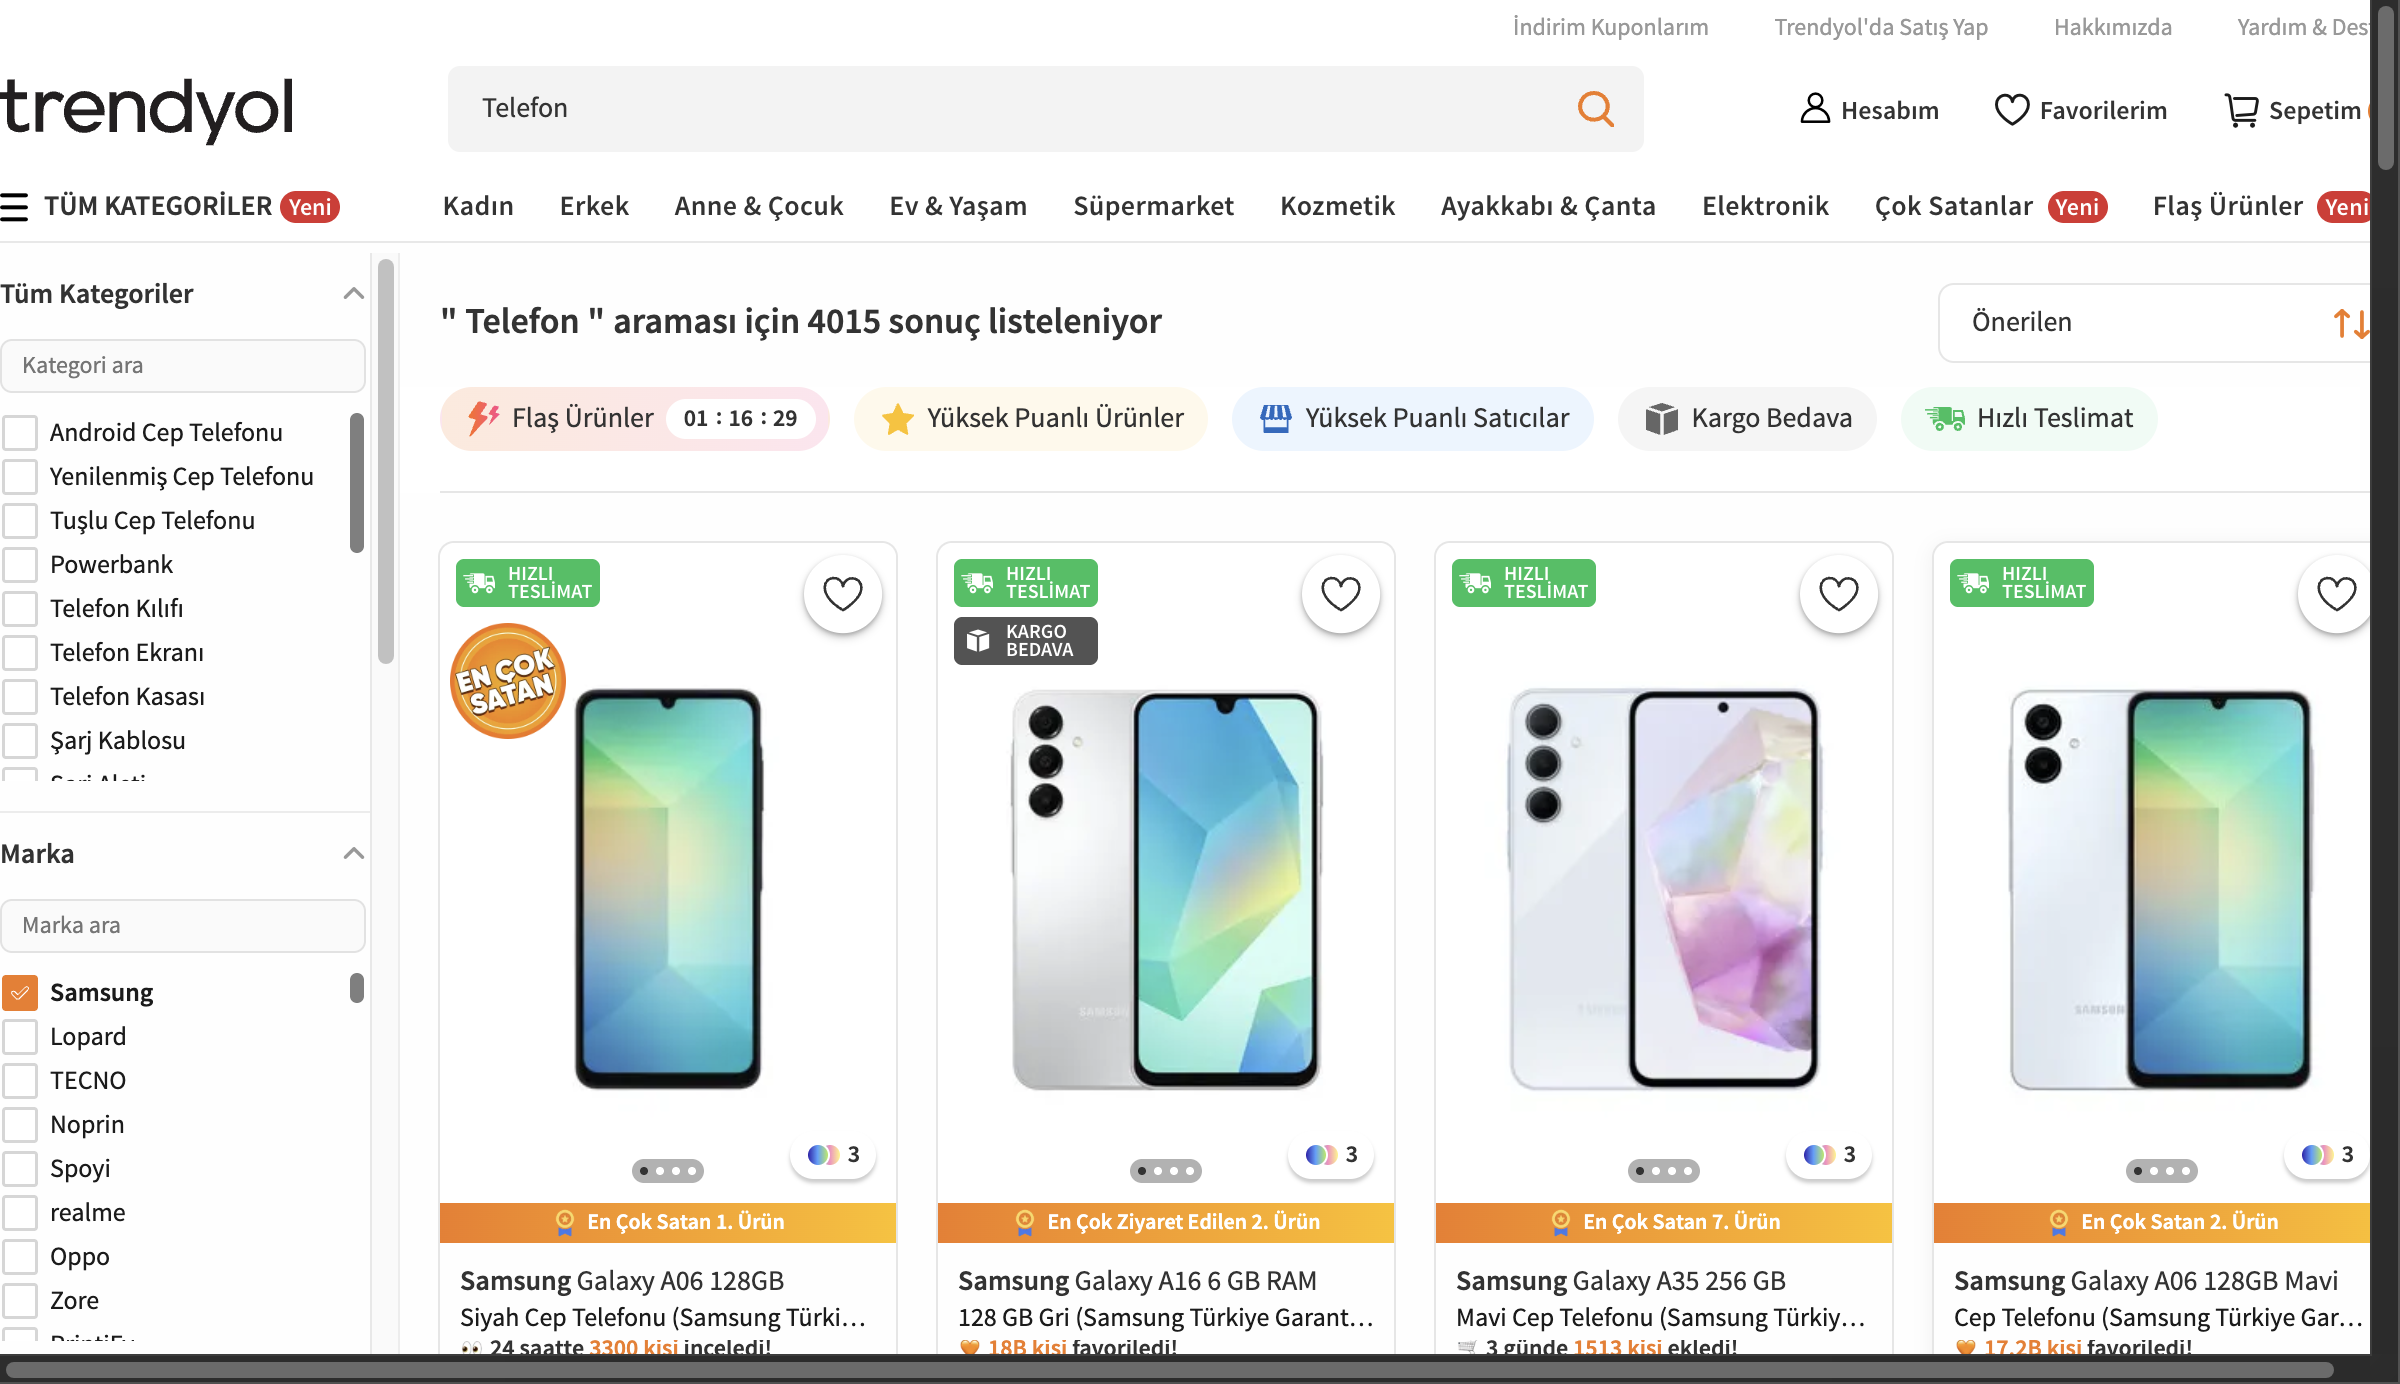 İndirim Kuponlarım Trendyol'da Satış Yap Hakkımızda Yardım & Des
trendyol
Telefon
Hesabım Favorilerim Sepetim
TÜM KATEGORİLER Yeni Kadın Erkek Anne & Çocuk Ev & Yaşam Süpermarket Kozmetik Ayakkabı & Çanta Elektronik Çok Satanlar Yeni Flaş Ürünler Yeni
Tüm Kategoriler
Kategori ara
Android Cep Telefonu
Yenilenmiş Cep Telefonu
Tuşlu Cep Telefonu
Powerbank
Telefon Kılıfı
Telefon Ekranı
Telefon Kasası
Şarj Kablosu
Şarj Aleti
Marka
Marka ara
Samsung
Lopard
TECNO
Noprin
Spoyi
realme
Oppo
Zore
" Telefon " araması için 4015 sonuç listeleniyor
Önerilen
Flaş Ürünler 01 : 16 : 29 Yüksek Puanlı Ürünler Yüksek Puanlı Satıcılar Kargo Bedava Hızlı Teslimat
HIZLI
TESLİMAT
EN ÇOK
SATAN
3
En Çok Satan 1. Ürün
Samsung Galaxy A06 128GB
Siyah Cep Telefonu (Samsung Türki...
24 saatte 3300 kişi inceledi!
HIZLI
TESLİMAT
KARGO
BEDAVA
SAMSUNG
3
En Çok Ziyaret Edilen 2. Ürün
Samsung Galaxy A16 6 GB RAM
128 GB Gri (Samsung Türkiye Garant...
18B kişi favoriledi!
HIZLI
TESLİMAT
3
En Çok Satan 7. Ürün
Samsung Galaxy A35 256 GB
Mavi Cep Telefonu (Samsung Türkiy...
3 günde 1513 kişi ekledi!
HIZLI
TESLİMAT
SAMSUNG
3
En Çok Satan 2. Ürün
Samsung Galaxy A06 128GB Mavi
Cep Telefonu (Samsung Türkiye Gar...
17.2B kişi favoriledi!